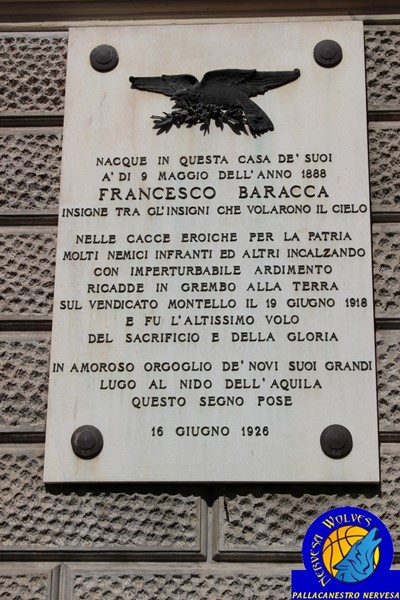 NACQUE IN QUESTA CASA DE' SUOI
A' DI 9 MAGGIO DELL'ANNO 1888
FRANCESCO BARACCA
INSIGNE TRA GL'INSIGNI CHE VOLARONO IL CIELO
NELLE CACCE EROICHE PER LA PATRIA
MOLTI NEMICI INFRANTI ED ALTRI INCALZANDO
CON IMPERTURBABILE ARDIMENTO
RICADDE IN GREMBO ALLA TERRA
SUL VENDICATO MONTELLO IL 19 GIUGNO 1918
E FU L'ALTISSIMO VOLO
DEL SACRIFICIO E DELLA GLORIA
IN AMOROSO ORGOGLIO DE' NOVI SUOI GRANDI
LUGO AL NIDO DELL'AQUILA
QUESTO SEGNO POSE
16 GIUGNO 1926
NERVESA WOLVES
PALLACANESTRO NERVESA